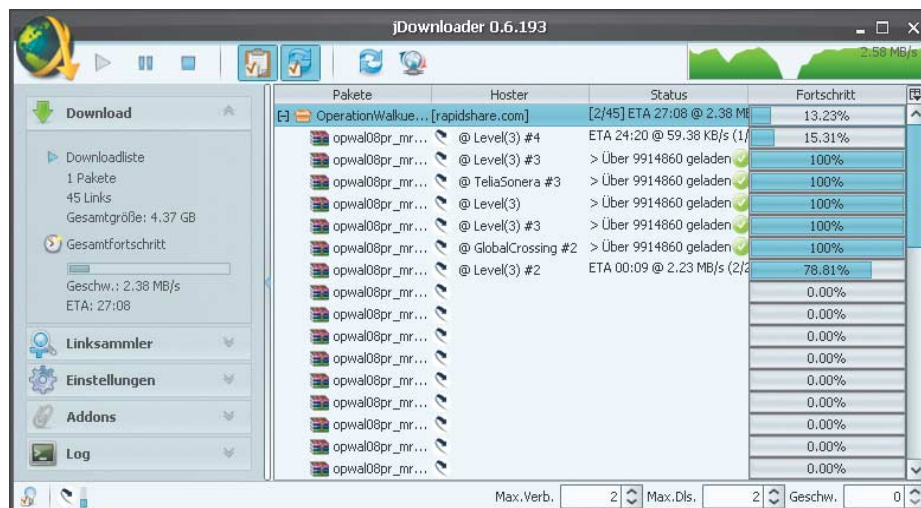 jDownloader 0.6.193
2.58 MB/s
Download
Downloadliste
1 Pakete
45 Links
Gesamtgröße: 4.37 GB
Gesamtfortschritt
Geschw.: 2.38 MB/s
ETA: 27:08
Linksammler
Einstellungen
Addons
Log
Pakete Hoster Status Fortschritt
[-] OperationWalkue... [rapidshare.com] [2/45] ETA 27:08 @ 2.38 ME 13.23%
opwal08pr_mr... @ Level(3) #4 ETA 24:20 @ 59.38 KB/s (1/ 15.31%
opwal08pr_mr... @ Level(3) #3 > Über 9914860 geladen 100%
opwal08pr_mr... @ TeliaSonera #3 > Über 9914860 geladen 100%
opwal08pr_mr... @ Level(3) > Über 9914860 geladen 100%
opwal08pr_mr... @ Level(3) #3 > Über 9914860 geladen 100%
opwal08pr_mr... @ GlobalCrossing #2 > Über 9914860 geladen 100%
opwal08pr_mr... @ Level(3) #2 ETA 00:09 @ 2.23 MB/s (2/2 78.81%
opwal08pr_mr... 0.00%
opwal08pr_mr... 0.00%
opwal08pr_mr... 0.00%
opwal08pr_mr... 0.00%
opwal08pr_mr... 0.00%
opwal08pr_mr... 0.00%
opwal08pr_mr... 0.00%
opwal08pr_mr... 0.00%
opwal08pr_mr... 0.00%
Max.Verb. 2 Max.Dls. 2 Geschw. 0